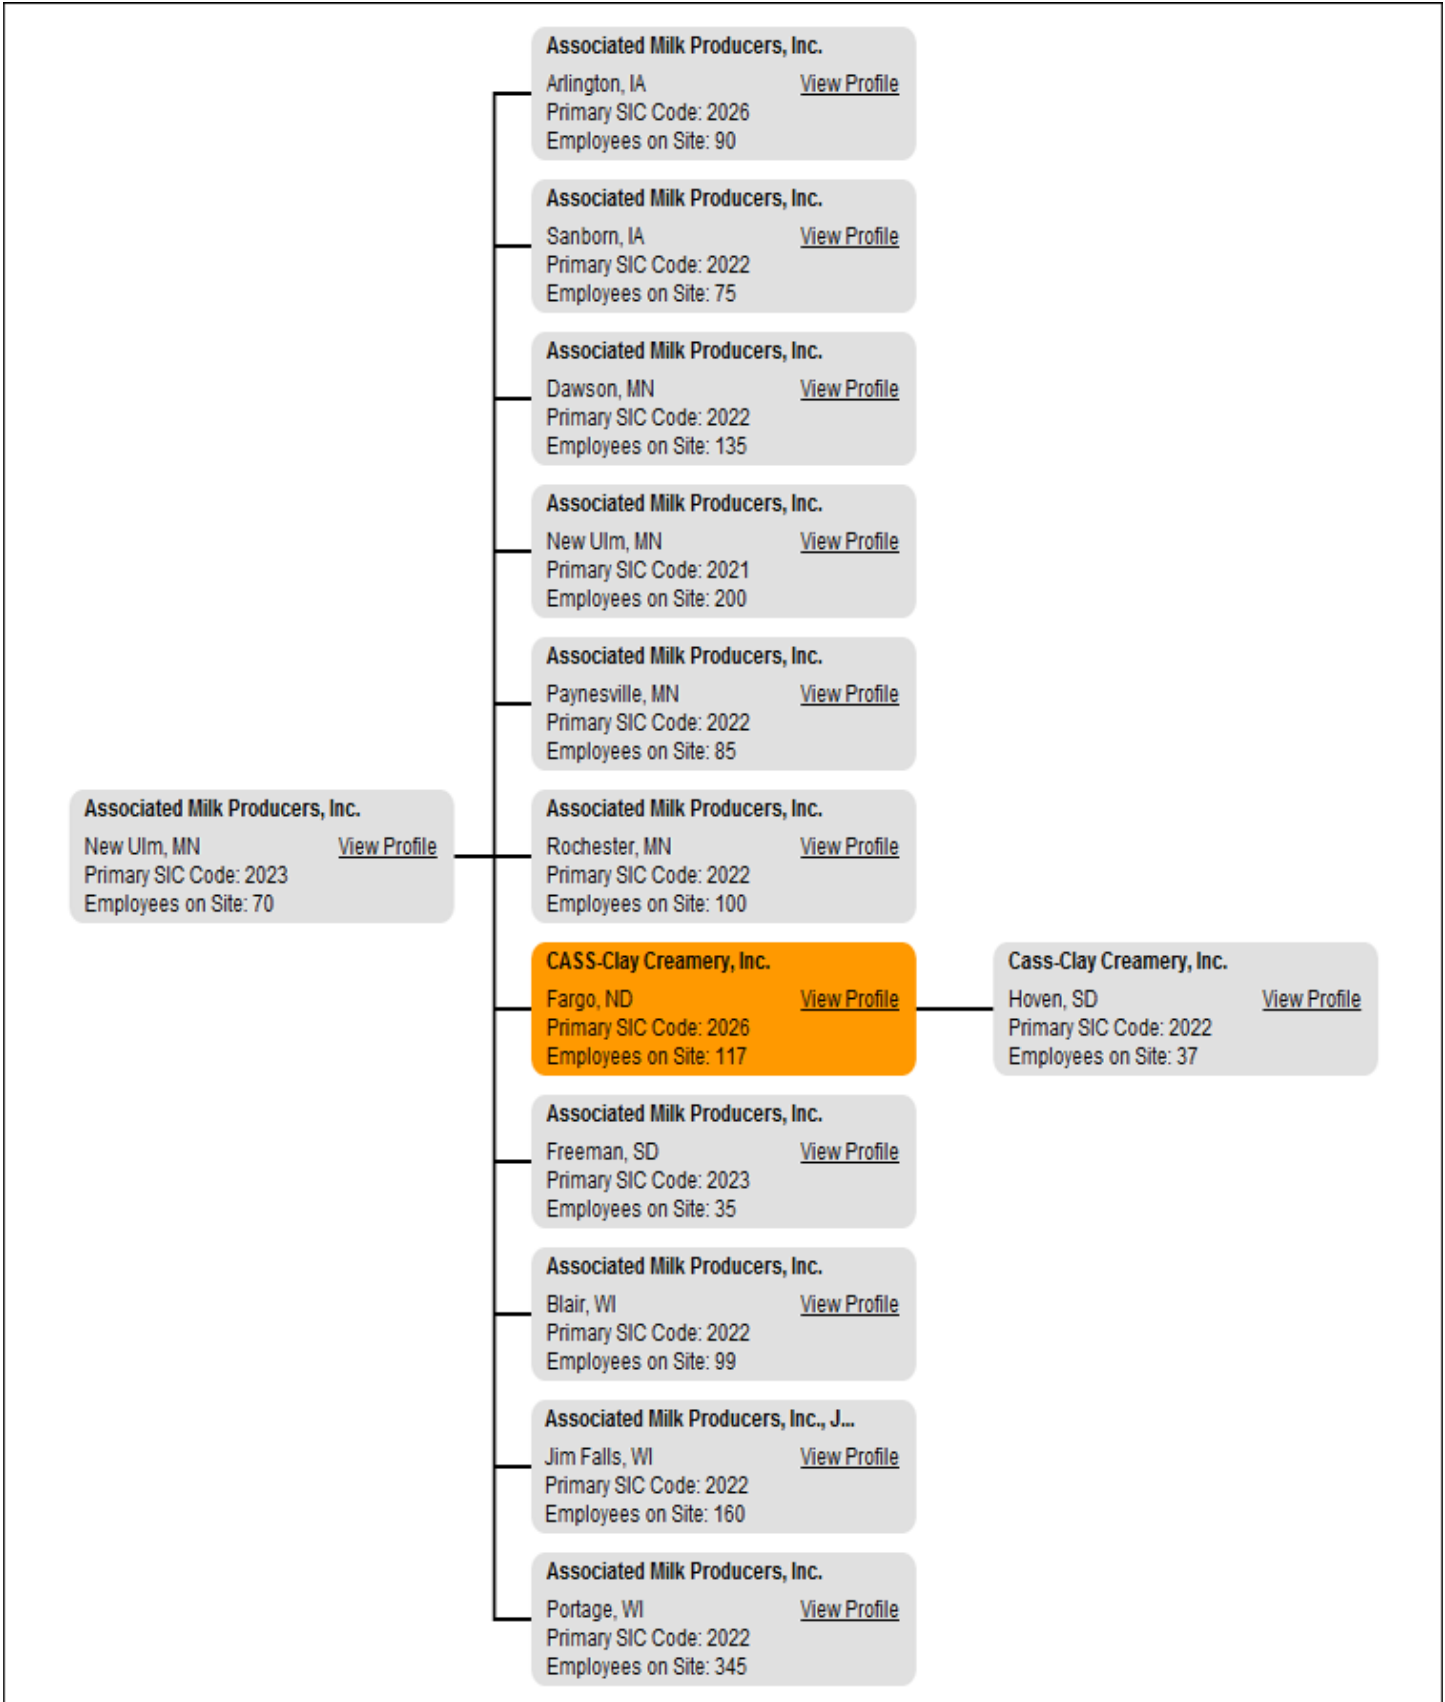 Associated Milk Producers, Inc.
Arlington, IA View Profile
Primary SIC Code: 2026
Employees on Site: 90
Associated Milk Producers, Inc.
Sanborn, IA View Profile
Primary SIC Code: 2022
Employees on Site: 75
Associated Milk Producers, Inc.
Dawson, MN View Profile
Primary SIC Code: 2022
Employees on Site: 135
Associated Milk Producers, Inc.
New Ulm, MN View Profile
Primary SIC Code: 2021
Employees on Site: 200
Associated Milk Producers, Inc.
Paynesville, MN View Profile
Primary SIC Code: 2022
Employees on Site: 85
Associated Milk Producers, Inc.
New Ulm, MN View Profile
Primary SIC Code: 2023
Employees on Site: 70
Associated Milk Producers, Inc.
Rochester, MN View Profile
Primary SIC Code: 2022
Employees on Site: 100
CASS-Clay Creamery, Inc.
Fargo, ND View Profile
Primary SIC Code: 2026
Employees on Site: 117
Cass-Clay Creamery, Inc.
Hoven, SD View Profile
Primary SIC Code: 2022
Employees on Site: 37
Associated Milk Producers, Inc.
Freeman, SD View Profile
Primary SIC Code: 2023
Employees on Site: 35
Associated Milk Producers, Inc.
Blair, WI View Profile
Primary SIC Code: 2022
Employees on Site: 99
Associated Milk Producers, Inc., J...
Jim Falls, WI View Profile
Primary SIC Code: 2022
Employees on Site: 160
Associated Milk Producers, Inc.
Portage, WI View Profile
Primary SIC Code: 2022
Employees on Site: 345